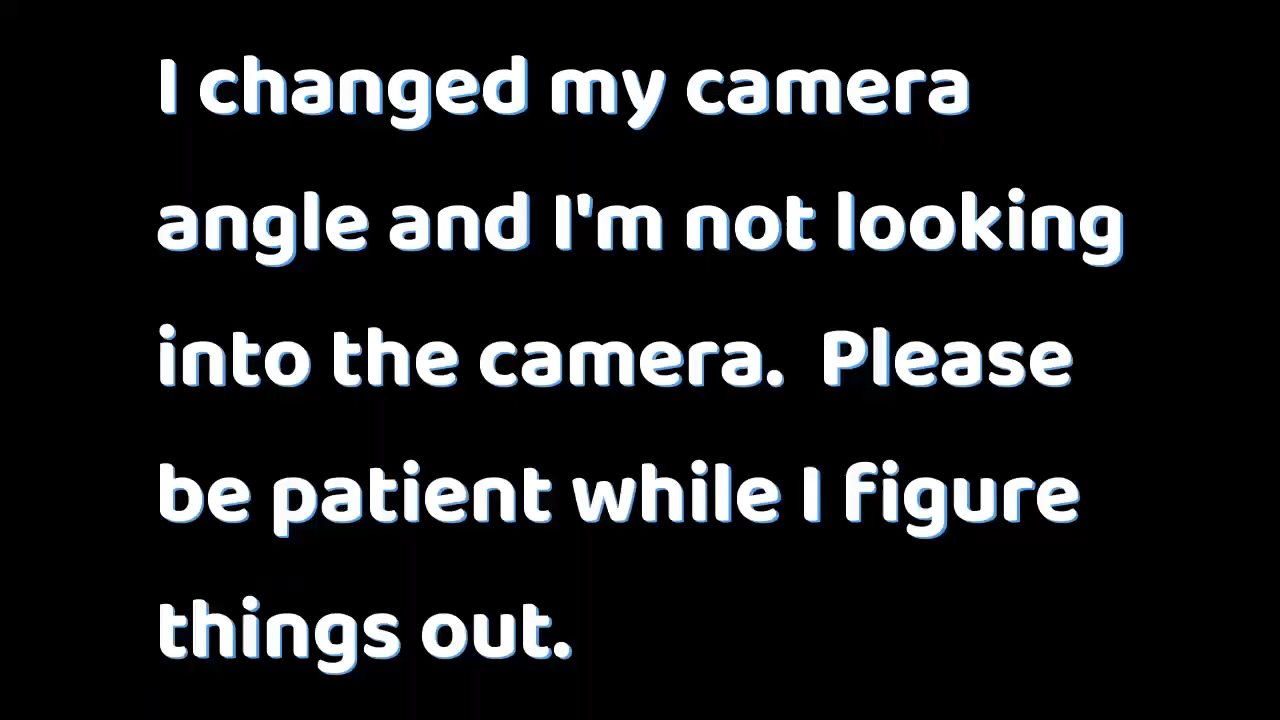 I changed my camera
angle and I'm not looking
into the camera.  Please
be patient while I figure
things out.